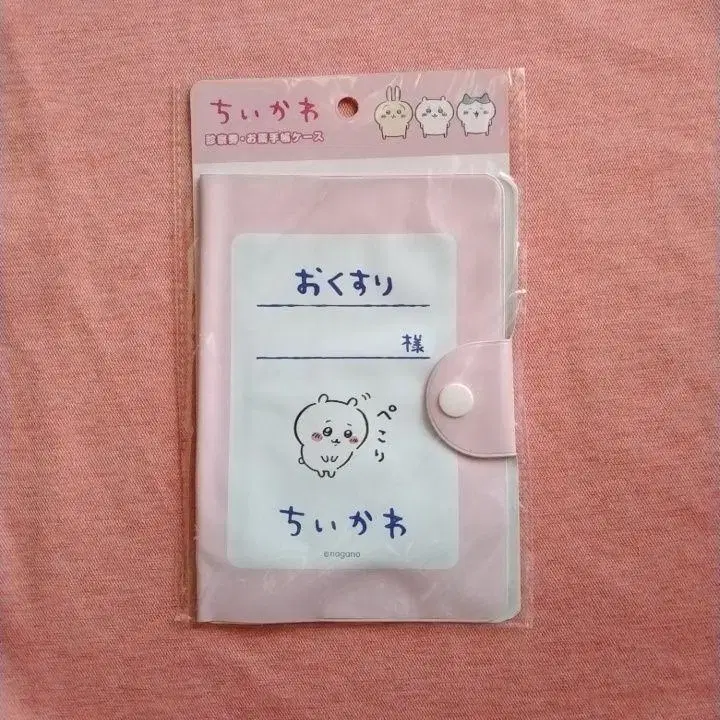 ちいかわ
診察券・お薬手帳ケース
おくすり
様
ぺこり
ちいかわ
©nagano